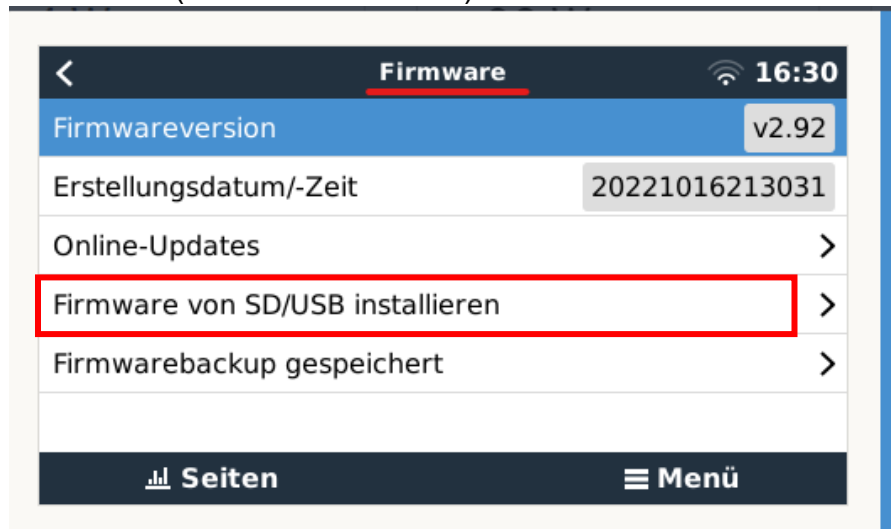 Firmware 16:30
Firmwareversion v2.92
Erstellungsdatum/-Zeit 20221016213031
Online-Updates
Firmware von SD/USB installieren
Firmwarebackup gespeichert
Seiten Menü